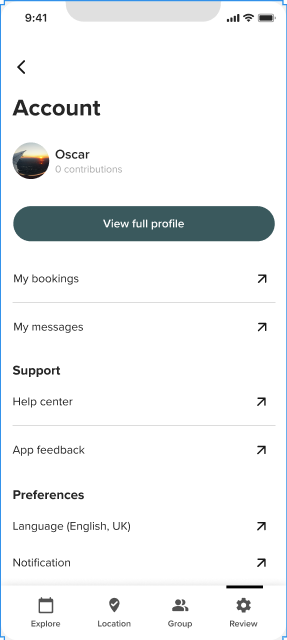 9:41
Account
Oscar
0 contributions
View full profile
My bookings
My messages
Support
Help center
App feedback
Preferences
Language (English, UK)
Notification
Explore
Location
Group
Review